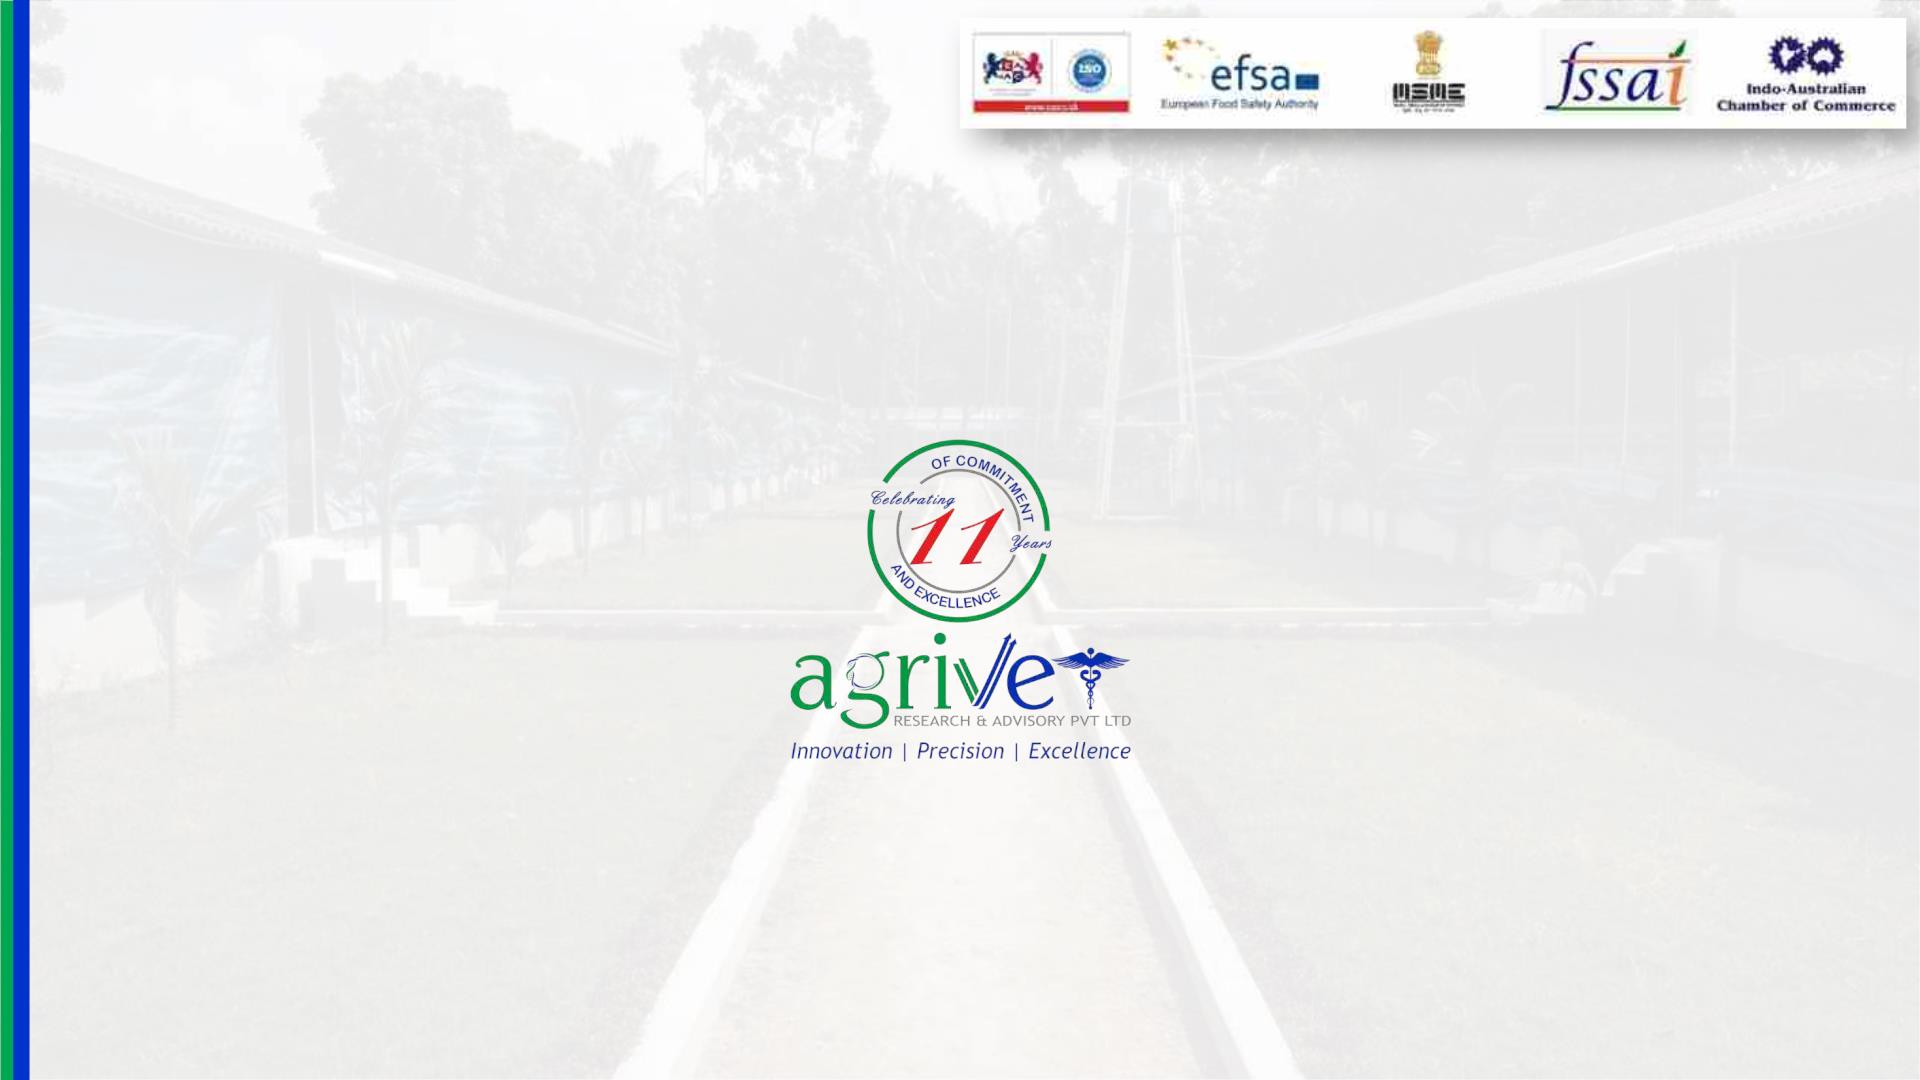 ISO
efsa
European Food Safety Authority
MSME
fssai
Indo-Australian
Chamber of Commerce
OF COMMITMENT
Celebrating
11
Years
AND EXCELLENCE
agrivet
RESEARCH & ADVISORY PVT LTD
Innovation | Precision | Excellence